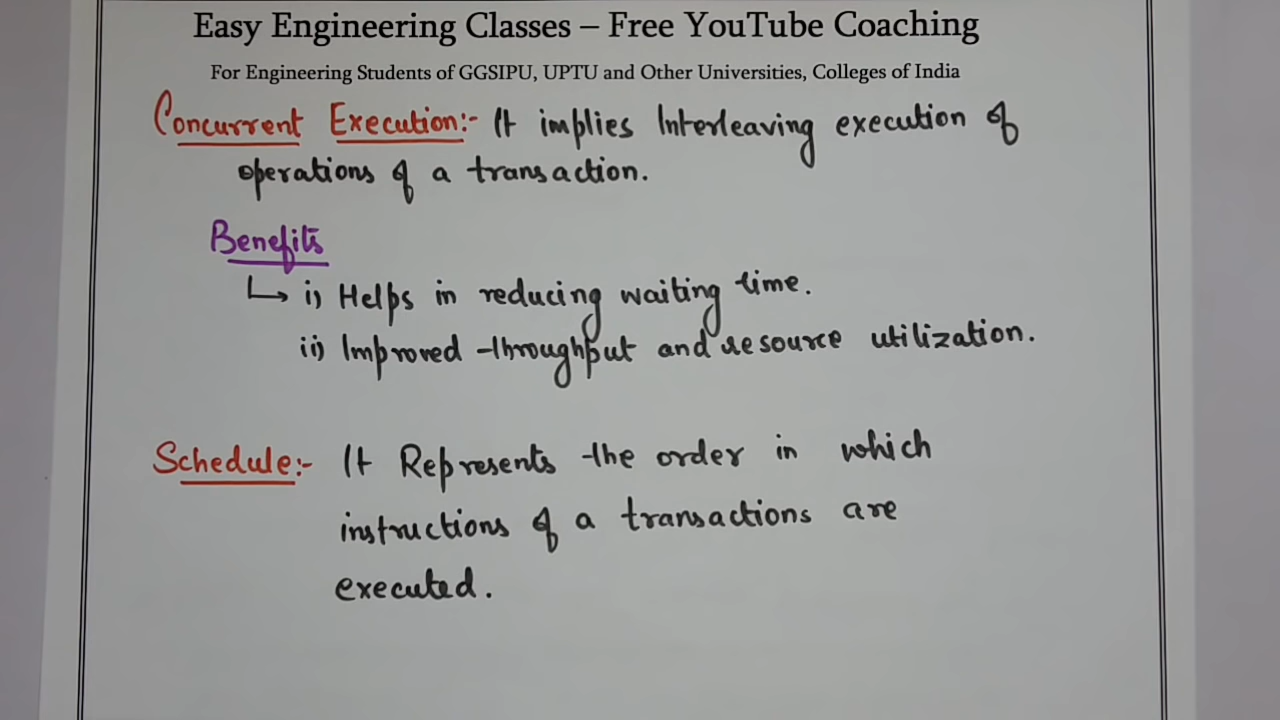 Easy Engineering Classes – Free YouTube Coaching
For Engineering Students of GGSIPU, UPTU and Other Universities, Colleges of India
Concurrent Execution:- It implies Interleaving execution of
operations of a transaction.
Benefits
↳ i) Helps in reducing waiting time.
ii) Improved throughput and resource utilization.
Schedule:- It Represents the order in which
instructions of a transactions are
executed.